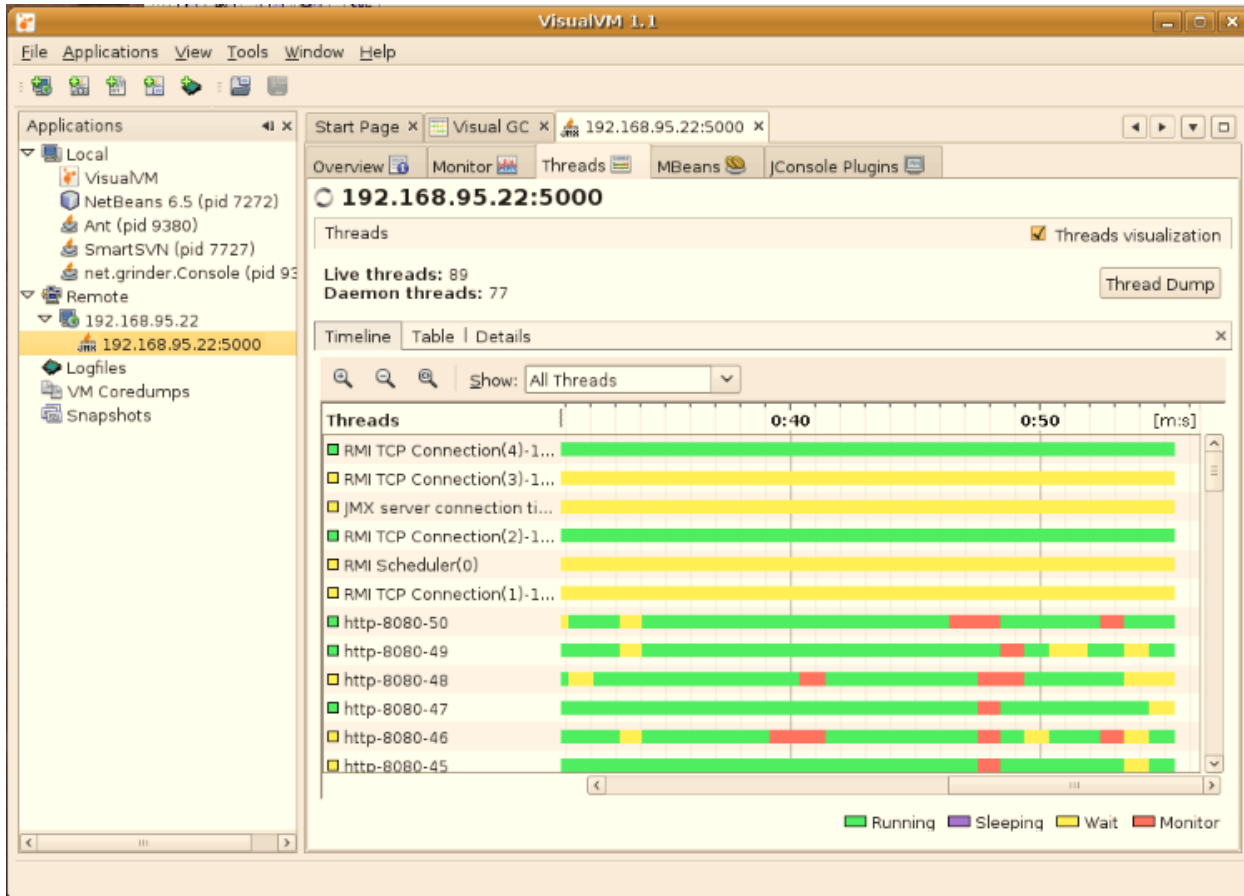 VisualVM 1.1
File Applications View Tools Window Help
Applications
Local
VisualVM
NetBeans 6.5 (pid 7272)
Ant (pid 9380)
SmartSVN (pid 7727)
net.grinder.Console (pid 93
Remote
192.168.95.22
192.168.95.22:5000
Logfiles
VM Coredumps
Snapshots
Start Page Visual GC 192.168.95.22:5000
Overview Monitor Threads MBeans JConsole Plugins
192.168.95.22:5000
Threads Threads visualization
Live threads: 89
Daemon threads: 77
Thread Dump
Timeline Table Details
Show: All Threads
Threads 0:40 0:50 [m:s]
RMI TCP Connection(4)-1...
RMI TCP Connection(3)-1...
JMX server connection ti...
RMI TCP Connection(2)-1...
RMI Scheduler(0)
RMI TCP Connection(1)-1...
http-8080-50
http-8080-49
http-8080-48
http-8080-47
http-8080-46
http-8080-45
Running Sleeping Wait Monitor